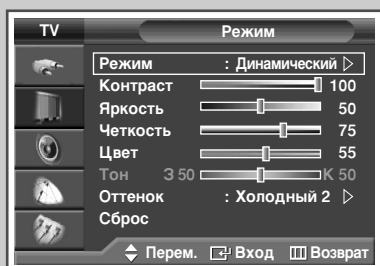 TV Режим
Режим : Динамический
Контраст 100
Яркость 50
Четкость 75
Цвет 55
Тон З 50 К 50
Оттенок : Холодный 2
Сброс
Перем. Вход Возврат